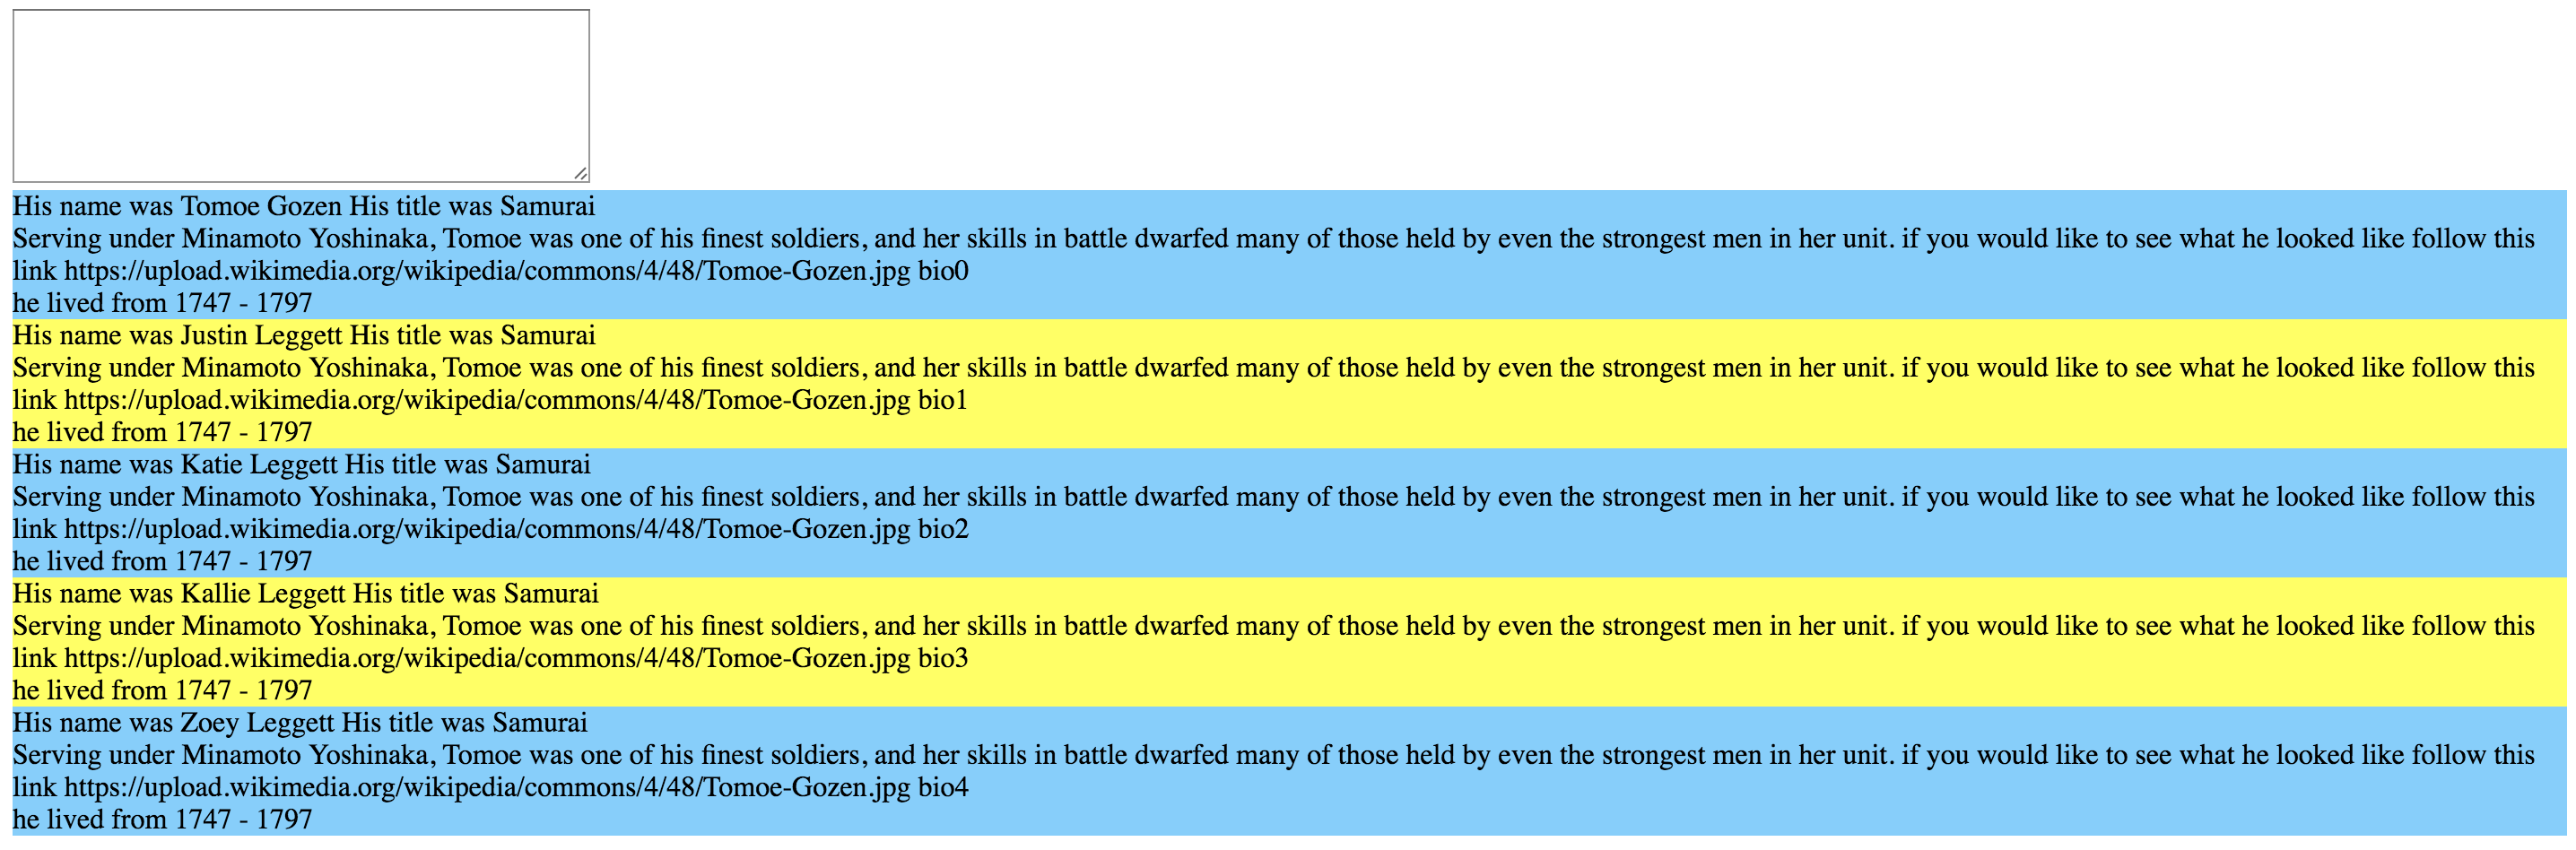 His name was Tomoe Gozen His title was Samurai
Serving under Minamoto Yoshinaka, Tomoe was one of his finest soldiers, and her skills in battle dwarfed many of those held by even the strongest men in her unit. if you would like to see what he looked like follow this
link https://upload.wikimedia.org/wikipedia/commons/4/48/Tomoe-Gozen.jpg bio0
he lived from 1747 - 1797
His name was Justin Leggett His title was Samurai
Serving under Minamoto Yoshinaka, Tomoe was one of his finest soldiers, and her skills in battle dwarfed many of those held by even the strongest men in her unit. if you would like to see what he looked like follow this
link https://upload.wikimedia.org/wikipedia/commons/4/48/Tomoe-Gozen.jpg bio1
he lived from 1747 - 1797
His name was Katie Leggett His title was Samurai
Serving under Minamoto Yoshinaka, Tomoe was one of his finest soldiers, and her skills in battle dwarfed many of those held by even the strongest men in her unit. if you would like to see what he looked like follow this
link https://upload.wikimedia.org/wikipedia/commons/4/48/Tomoe-Gozen.jpg bio2
he lived from 1747 - 1797
His name was Kallie Leggett His title was Samurai
Serving under Minamoto Yoshinaka, Tomoe was one of his finest soldiers, and her skills in battle dwarfed many of those held by even the strongest men in her unit. if you would like to see what he looked like follow this
link https://upload.wikimedia.org/wikipedia/commons/4/48/Tomoe-Gozen.jpg bio3
he lived from 1747 - 1797
His name was Zoey Leggett His title was Samurai
Serving under Minamoto Yoshinaka, Tomoe was one of his finest soldiers, and her skills in battle dwarfed many of those held by even the strongest men in her unit. if you would like to see what he looked like follow this
link https://upload.wikimedia.org/wikipedia/commons/4/48/Tomoe-Gozen.jpg bio4
he lived from 1747 - 1797